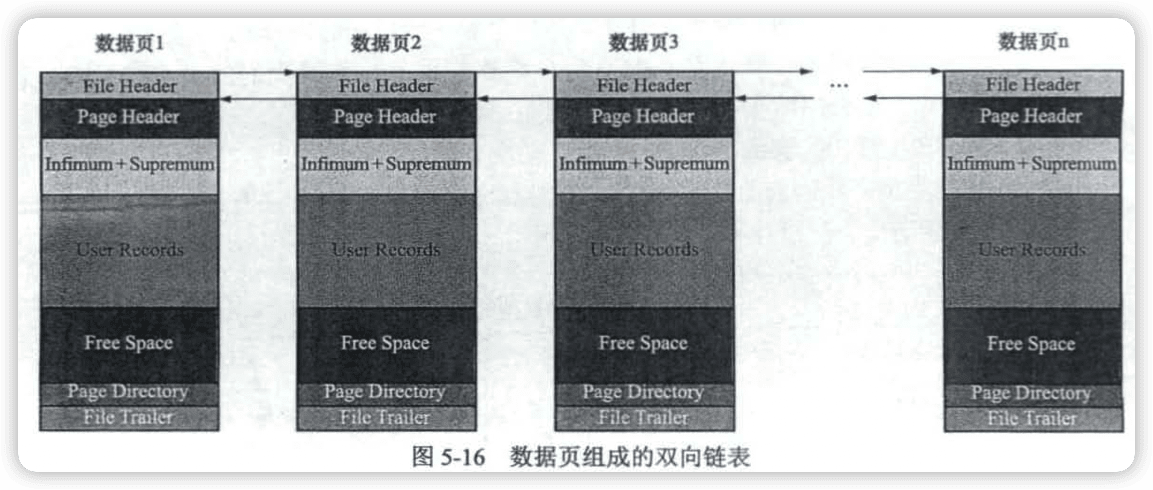 数据页1 数据页2 数据页3 数据页n
File Header File Header File Header ... File Header
Page Header Page Header Page Header Page Header
Infimum+Supremum Infimum+Supremum Infimum+Supremum Infimum+Supremum
User Records User Records User Records User Records
Free Space Free Space Free Space Free Space
Page Directory Page Directory Page Directory Page Directory
File Trailer File Trailer File Trailer File Trailer
图 5-16 数据页组成的双向链表